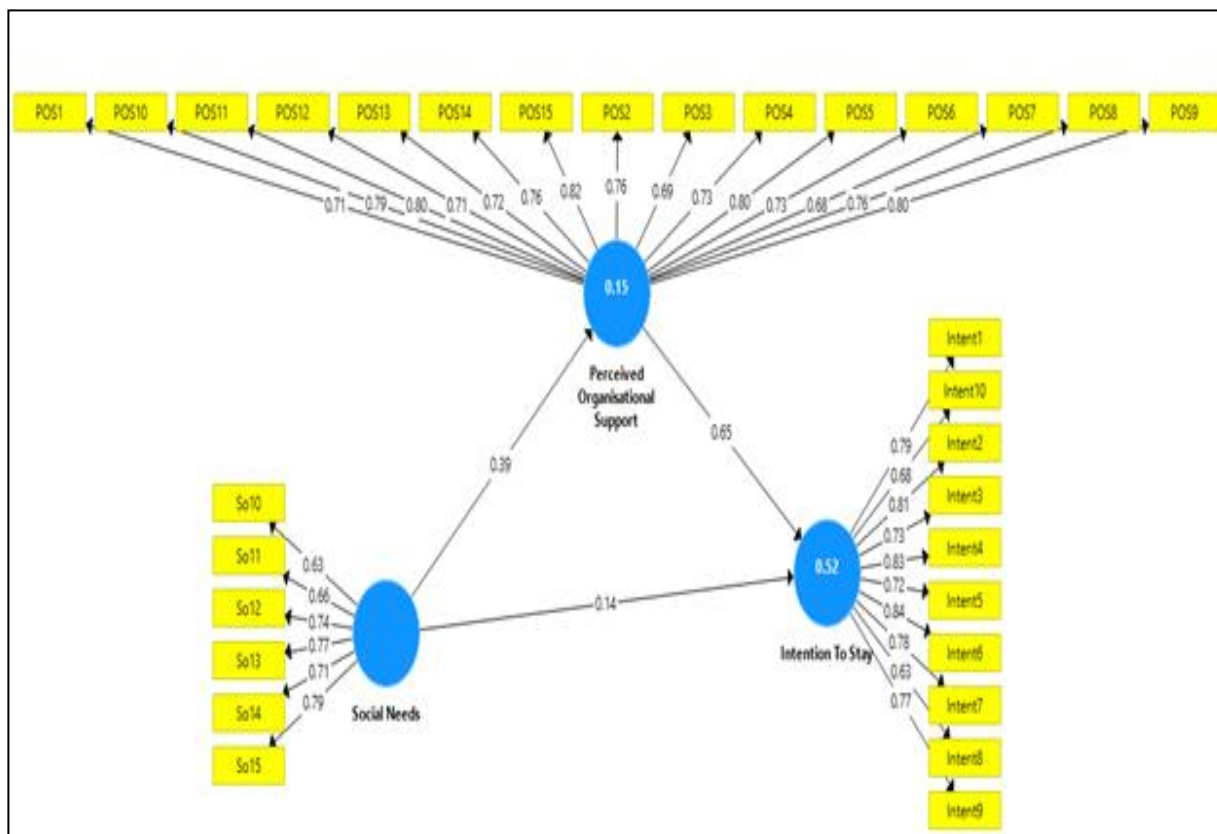 POS1 POS10 POS11 POS12 POS13 POS14 POS15 POS2 POS3 POS4 POS5 POS6 POS7 POS8 POS9
0.71 0.79 0.80 0.71 0.72 0.76 0.82 0.76 0.69 0.73 0.80 0.73 0.68 0.76 0.80
0.15
Perceived
Organisational
Support
0.39
0.65
0.14
So10
So11
So12
So13
So14
So15
0.63
0.66
0.74
0.77
0.71
0.79
Social Needs
0.52
Intention To Stay
0.79
0.68
0.81
0.73
0.83
0.72
0.84
0.78
0.63
0.77
Intent1
Intent10
Intent2
Intent3
Intent4
Intent5
Intent6
Intent7
Intent8
Intent9